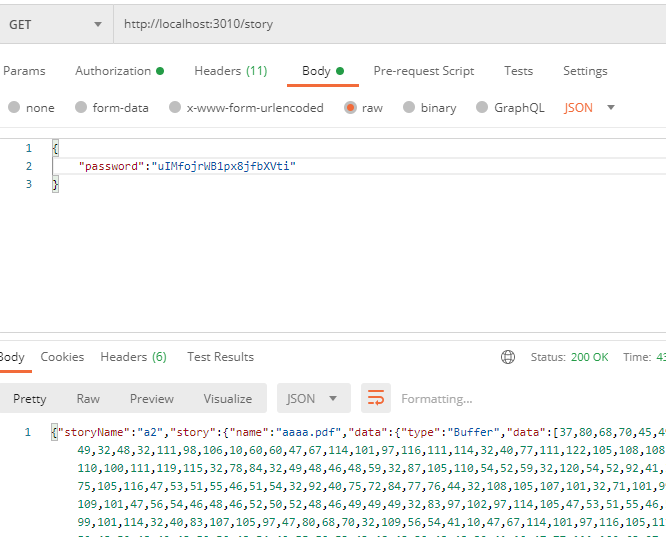 GET http://localhost:3010/story
Params Authorization Headers (11) Body Pre-request Script Tests Settings
none form-data x-www-form-urlencoded raw binary GraphQL JSON
1 {
2 "password":"uIMfojrWB1px8jfbXVti"
3 }
Body Cookies Headers (6) Test Results Status: 200 OK Time: 43
Pretty Raw Preview Visualize JSON Formatting...
1 {"storyName":"a2","story":{"name":"aaaa.pdf","data":{"type":"Buffer","data":[37,80,68,70,45,49
49,32,48,32,111,98,106,10,60,60,47,67,114,101,97,116,111,114,32,40,77,111,122,105,108,108
110,100,111,119,115,32,78,84,32,49,48,46,48,59,32,87,105,110,54,52,59,32,120,54,52,92,41,
75,105,116,47,53,51,55,46,51,54,32,92,40,75,72,84,77,76,44,32,108,105,107,101,32,71,101,9
109,101,47,56,54,46,48,46,52,50,52,48,46,49,49,49,32,83,97,102,97,114,105,47,53,51,55,46,
99,101,114,32,40,83,107,105,97,47,80,68,70,32,109,56,54,41,10,47,67,114,101,97,116,105,11